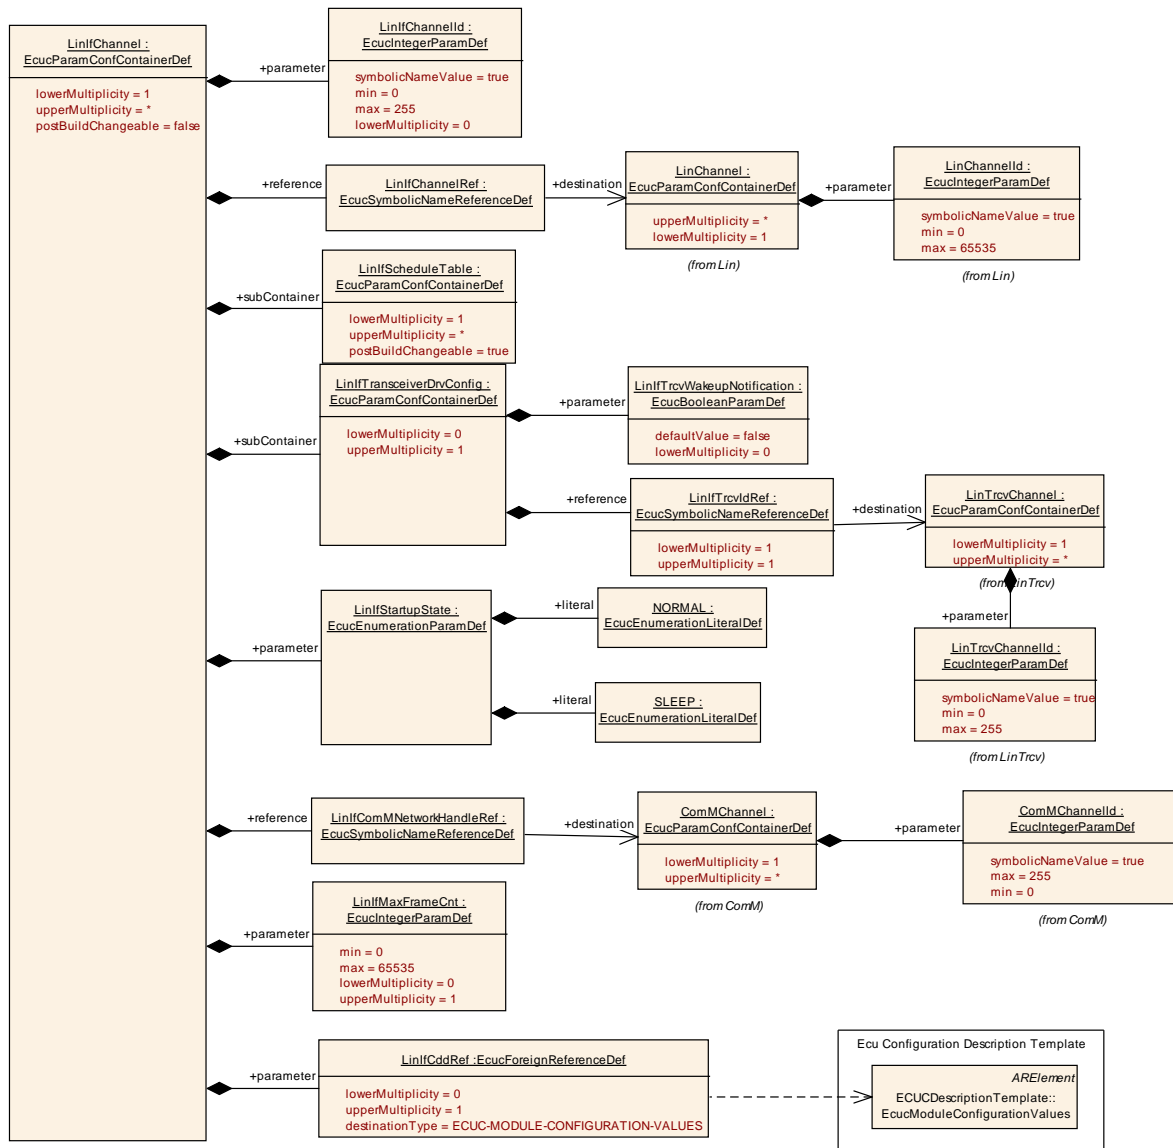 LinIfChannel :
EcucParamConfContainerDef
lowerMultiplicity = 1
upperMultiplicity = *
postBuildChangeable = false
+parameter
LinIfChannelId :
EcucIntegerParamDef
symbolicNameValue = true
min = 0
max = 255
lowerMultiplicity = 0
+reference
LinIfChannelRef :
EcucSymbolicNameReferenceDef
+destination
LinChannel :
EcucParamConfContainerDef
upperMultiplicity = *
lowerMultiplicity = 1
(from Lin)
+parameter
LinChannelId :
EcucIntegerParamDef
symbolicNameValue = true
min = 0
max = 65535
(from Lin)
+subContainer
LinIfScheduleTable :
EcucParamConfContainerDef
lowerMultiplicity = 1
upperMultiplicity = *
postBuildChangeable = true
+subContainer
LinIfTransceiverDrvConfig :
EcucParamConfContainerDef
lowerMultiplicity = 0
upperMultiplicity = 1
+parameter
LinIfTrcvWakeupNotification :
EcucBooleanParamDef
defaultValue = false
lowerMultiplicity = 0
+reference
LinIfTrcvIdRef :
EcucSymbolicNameReferenceDef
lowerMultiplicity = 1
upperMultiplicity = 1
+destination
LinTrcvChannel :
EcucParamConfContainerDef
lowerMultiplicity = 1
upperMultiplicity = *
(from LinTrcv)
+parameter
LinTrcvChannelId :
EcucIntegerParamDef
symbolicNameValue = true
min = 0
max = 255
(from LinTrcv)
+parameter
LinIfStartupState :
EcucEnumerationParamDef
+literal
NORMAL :
EcucEnumerationLiteralDef
+literal
SLEEP :
EcucEnumerationLiteralDef
+reference
LinIfComMNetworkHandleRef :
EcucSymbolicNameReferenceDef
+destination
ComMChannel :
EcucParamConfContainerDef
lowerMultiplicity = 1
upperMultiplicity = *
(from ComM)
+parameter
ComMChannelId :
EcucIntegerParamDef
symbolicNameValue = true
max = 255
min = 0
(from ComM)
+parameter
LinIfMaxFrameCnt :
EcucIntegerParamDef
min = 0
max = 65535
lowerMultiplicity = 0
upperMultiplicity = 1
+parameter
LinIfCddRef :EcucForeignReferenceDef
lowerMultiplicity = 0
upperMultiplicity = 1
destinationType = ECUC-MODULE-CONFIGURATION-VALUES
Ecu Configuration Description Template
ARElement
ECUCDescriptionTemplate::
EcucModuleConfigurationValues